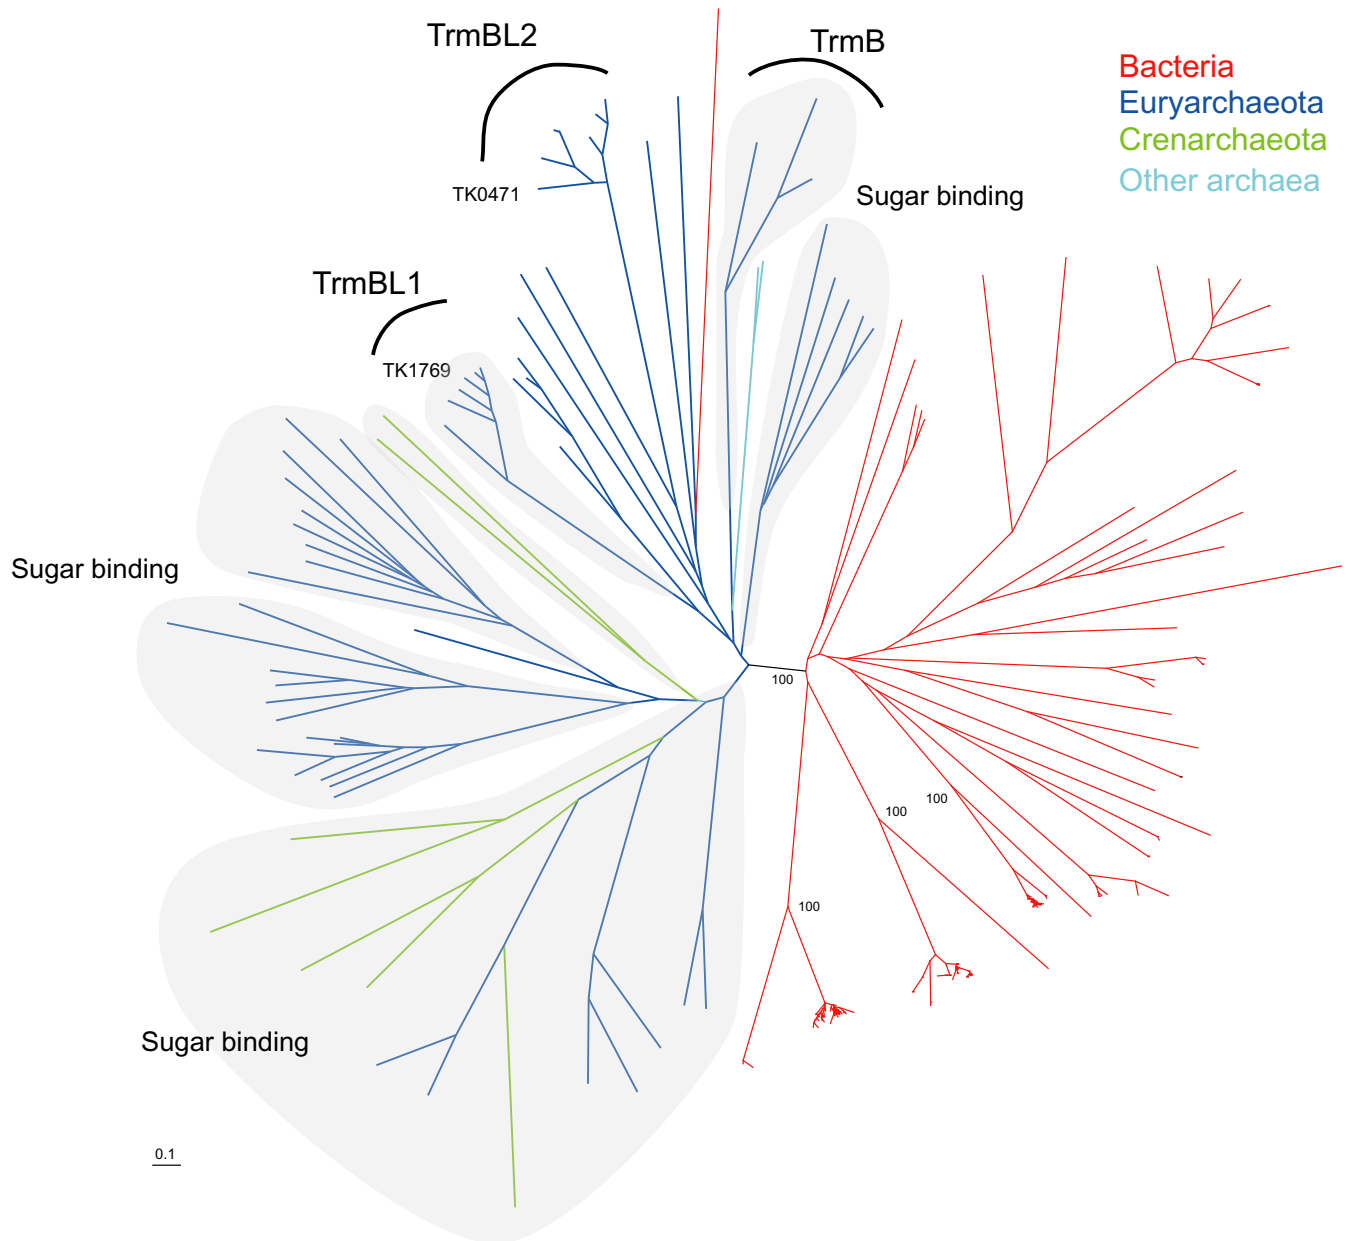 TrmBL2
TrmB
Bacteria
Euryarchaeota
Crenarchaeota
Other archaea
TK0471
Sugar binding
TrmBL1
TK1769
Sugar binding
100
100
100
100
Sugar binding
0.1